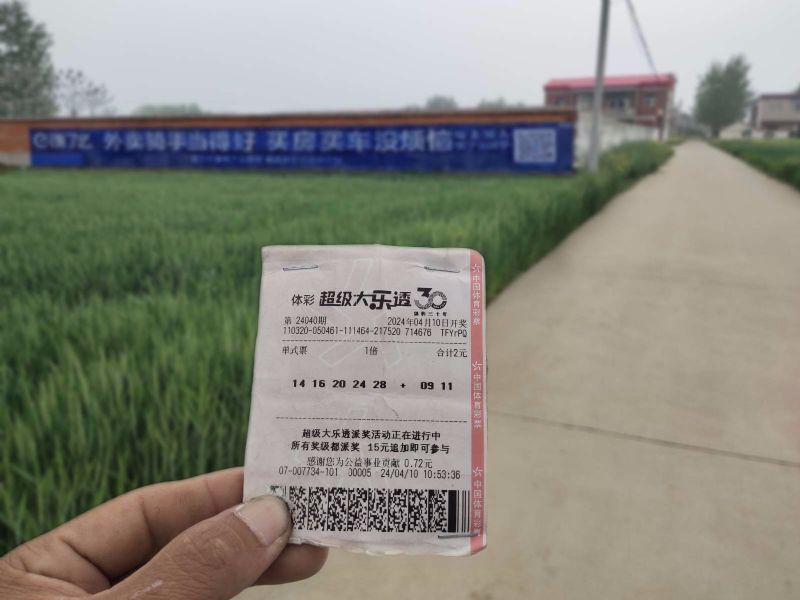 外卖骑手当得好 买房买车没烦恼
体彩 超级大乐透 30
第 24040期 2024年04月10日开奖
110320-050461-111464-217520 714676 TFYrPQ
单式票 1倍 合计2元
14 16 20 24 28 + 09 11
超级大乐透派奖活动正在进行中
所有奖级都派奖 15元追加即可参与
感谢您为公益事业贡献 0.72元
07-007734-101 30005 24/04/10 10:53:36
中国体育彩票
中国体育彩票
中国体育彩票